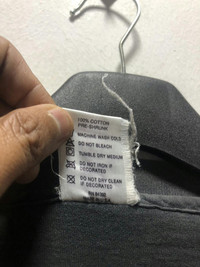 100% COTTON
PRE-SHRUNK
MACHINE WASH COLD
DO NOT BLEACH
TUMBLE DRY MEDIUM
DO NOT IRON IF
DECORATED
DO NOT DRY CLEAN
IF DECORATED